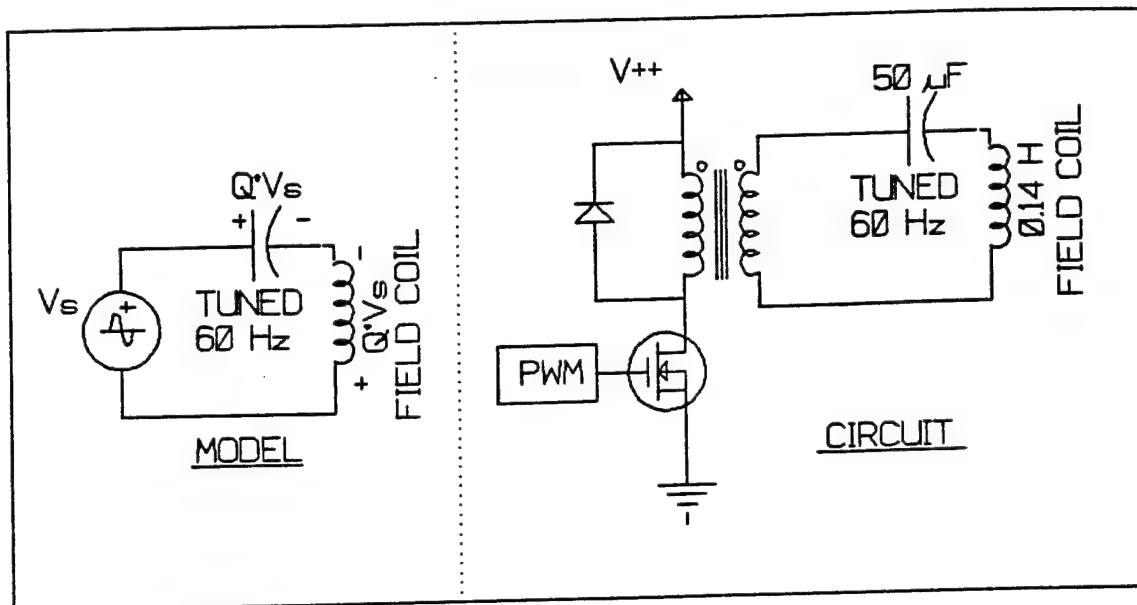 Q•Vs
+ -
Vs
+
TUNED
60 Hz
-
Q•Vs
+
FIELD COIL
MODEL
V++
50 µF
TUNED
60 Hz
0.14 H
FIELD COIL
PWM
CIRCUIT
-